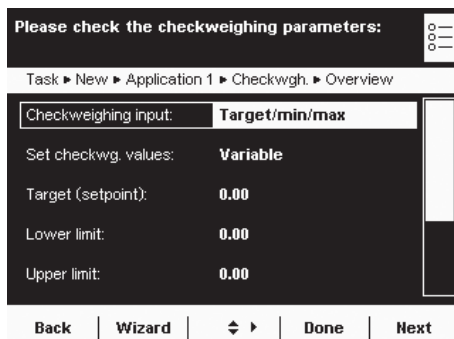 Please check the checkweighing parameters:
Task ▸ New ▸ Application 1 ▸ Checkwgh. ▸ Overview
Checkweighing input: Target/min/max
Set checkwg. values: Variable
Target (setpoint): 0.00
Lower limit: 0.00
Upper limit: 0.00
Back Wizard Done Next